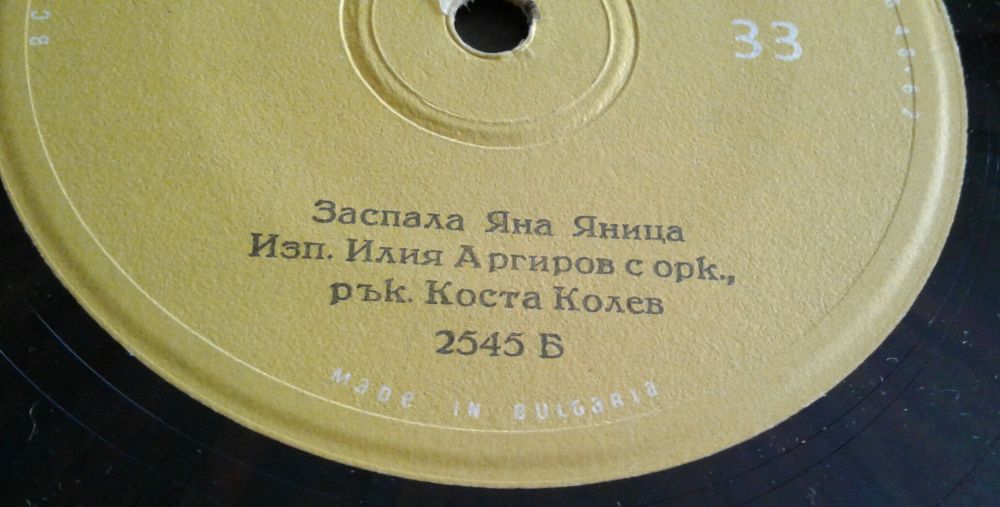 33
Заспала Яна Яница
Изп. Илия Аргиров с орк.,
рък. Коста Колев
2545 Б
MADE IN BULGARIA